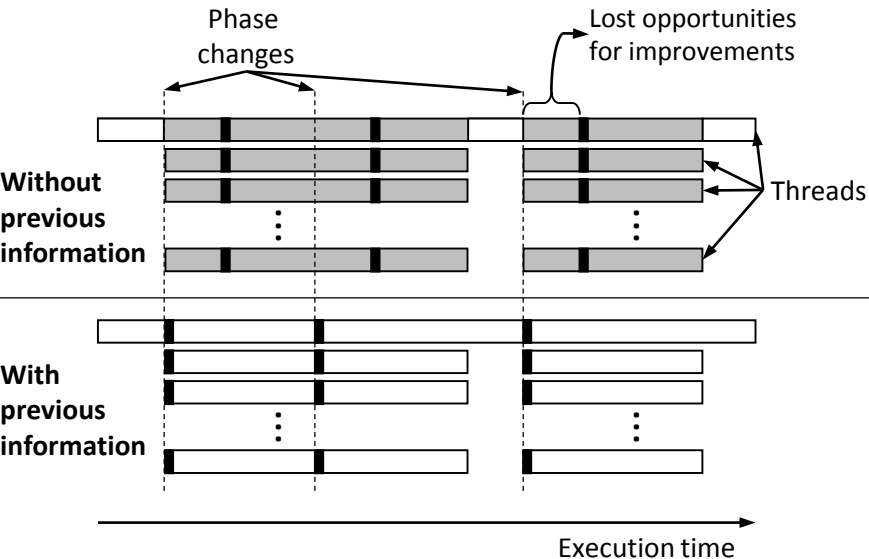 Phase
changes
Lost opportunities
for improvements
Without
previous
information
Threads
With
previous
information
Execution time